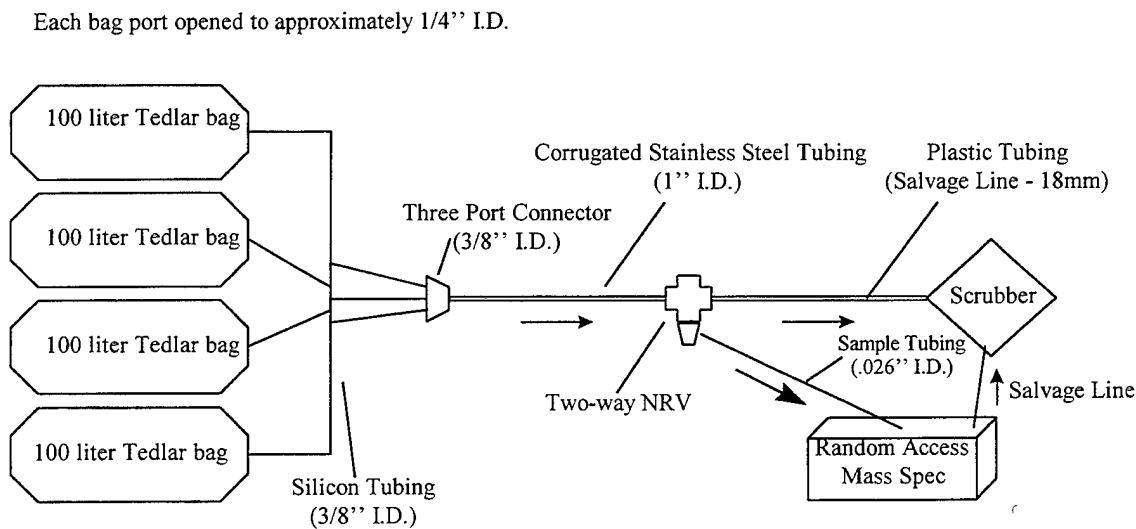 Each bag port opened to approximately 1/4’’ I.D.
100 liter Tedlar bag
100 liter Tedlar bag
100 liter Tedlar bag
100 liter Tedlar bag
Silicon Tubing
(3/8’’ I.D.)
Three Port Connector
(3/8’’ I.D.)
Corrugated Stainless Steel Tubing
(1’’ I.D.)
Plastic Tubing
(Salvage Line - 18mm)
Two-way NRV
Sample Tubing
(.026’’ I.D.)
Scrubber
Salvage Line
Random Access
Mass Spec